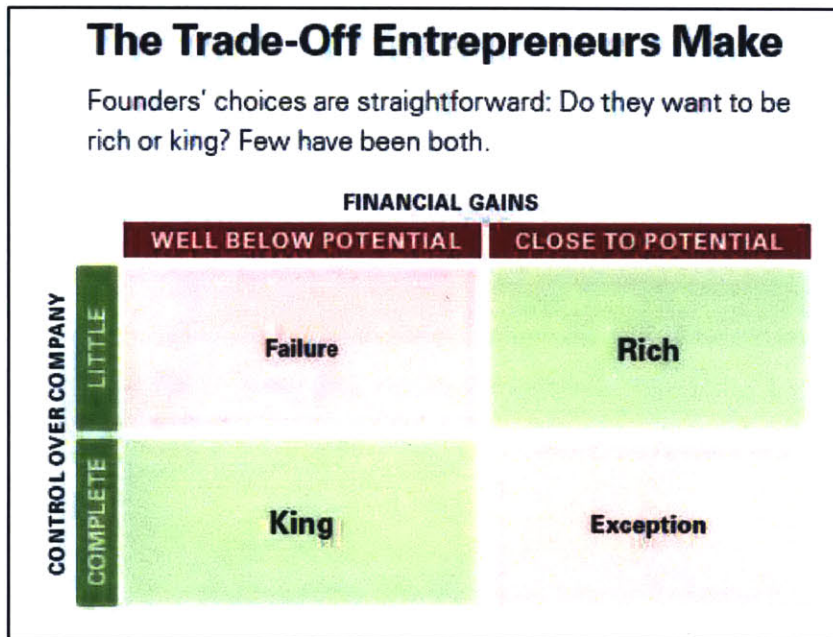 The Trade-Off Entrepreneurs Make
Founders' choices are straightforward: Do they want to be
rich or king? Few have been both.
FINANCIAL GAINS
WELL BELOW POTENTIAL
CLOSE TO POTENTIAL
CONTROL OVER COMPANY
LITTLE
Failure
Rich
COMPLETE
King
Exception